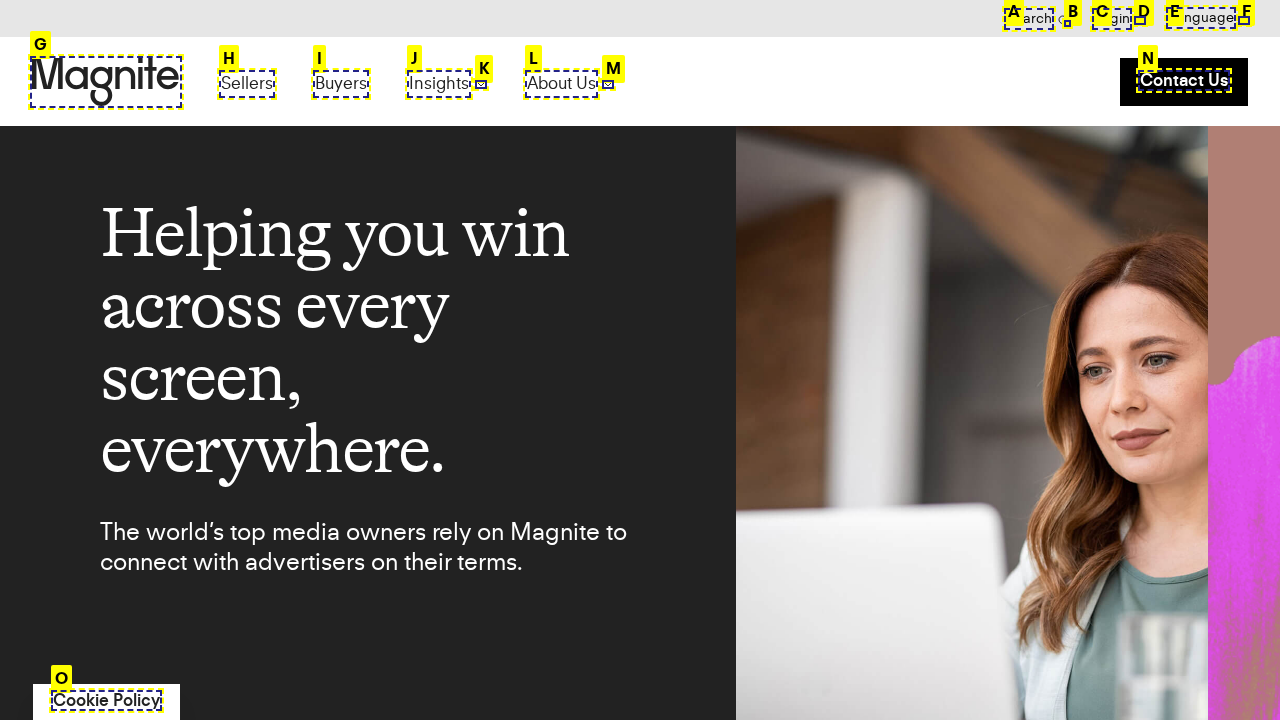 A arch B C gin D E nguage F
G Magnite H Sellers I Buyers J Insights K L About Us M N Contact Us
Helping you win
across every
screen,
everywhere.
The world's top media owners rely on Magnite to
connect with advertisers on their terms.
O
Cookie Policy